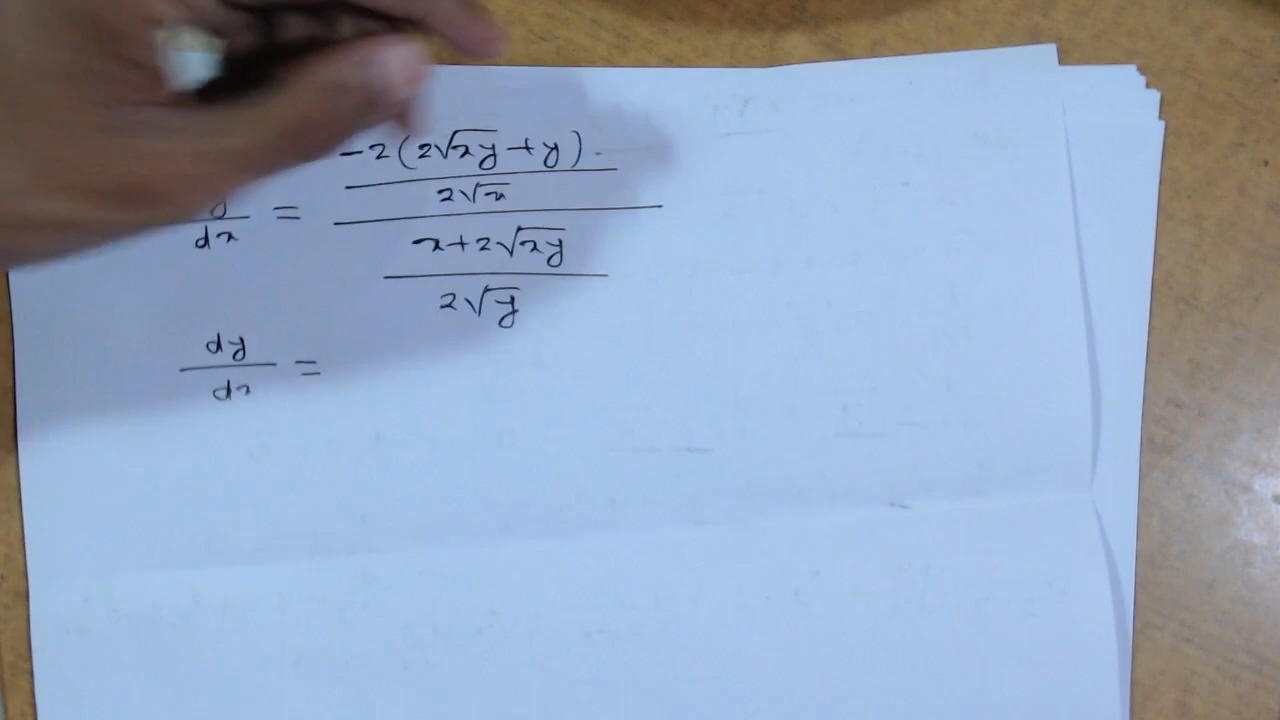 -2(2√xy+y)
2√x
y
dx =
x+2√xy
2√y
dy
dx =